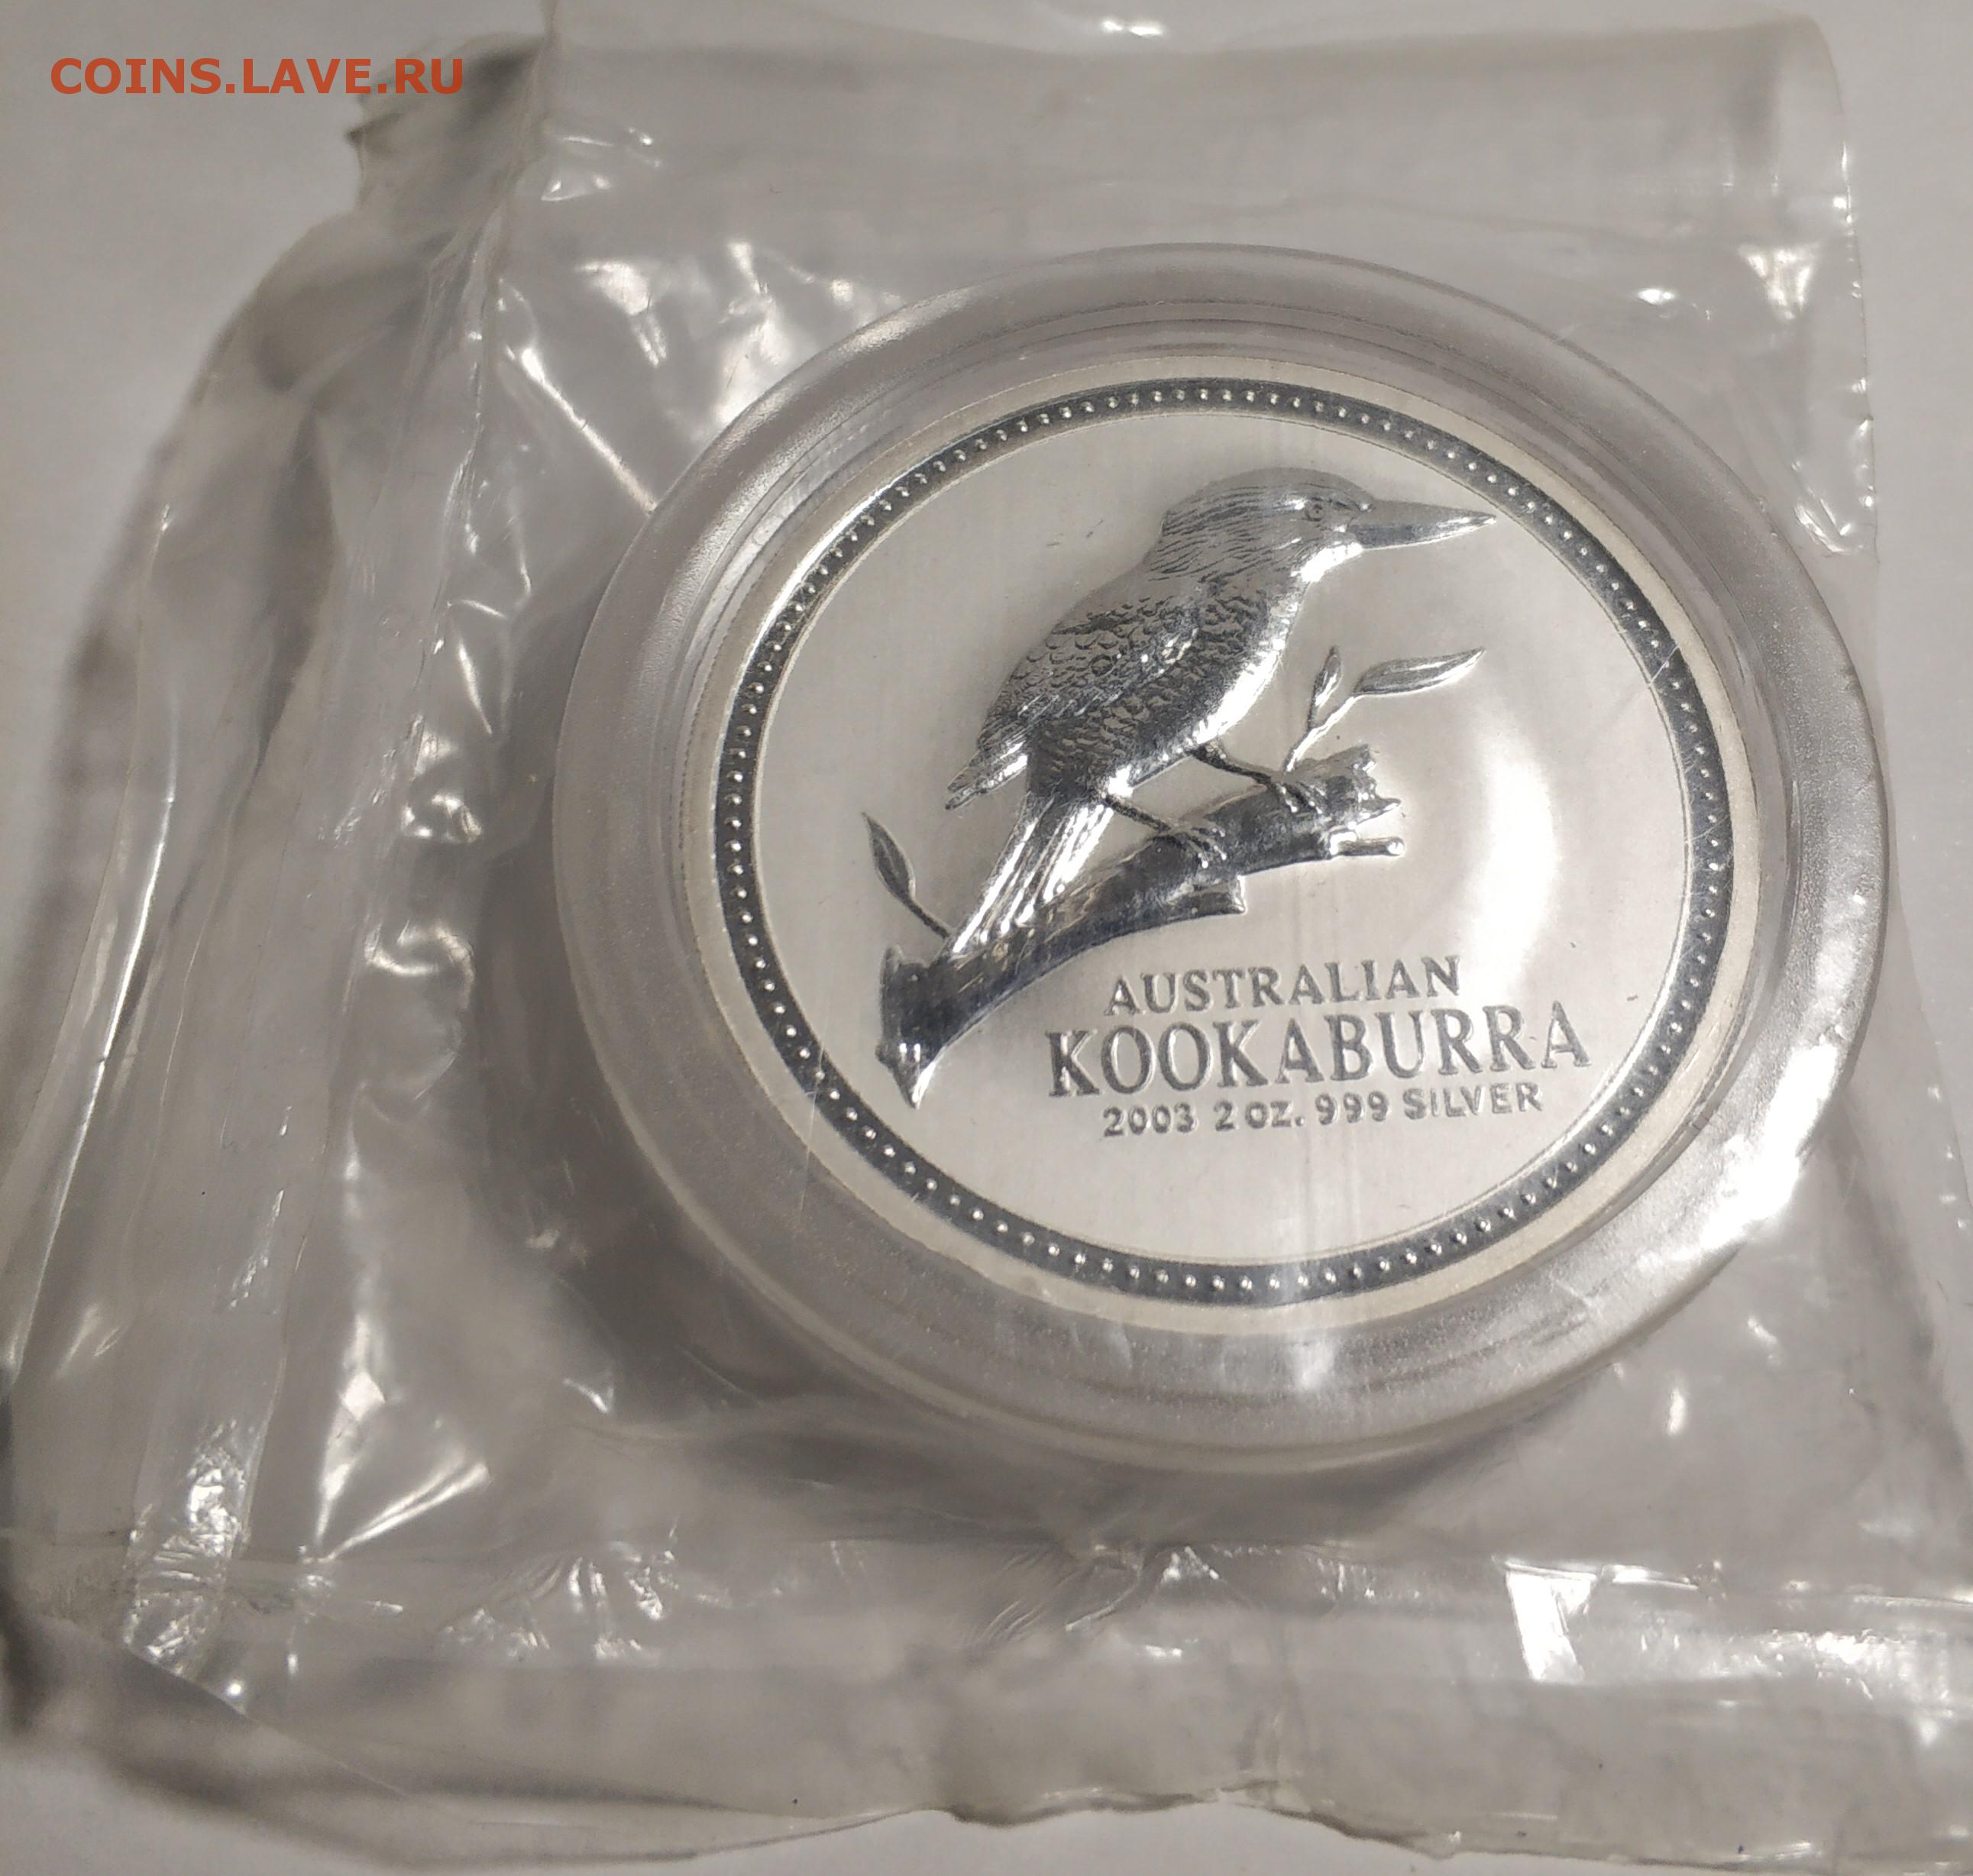 COINS.LAVE.RU
AUSTRALIAN
KOOKABURRA
2003 2 OZ. 999 SILVER